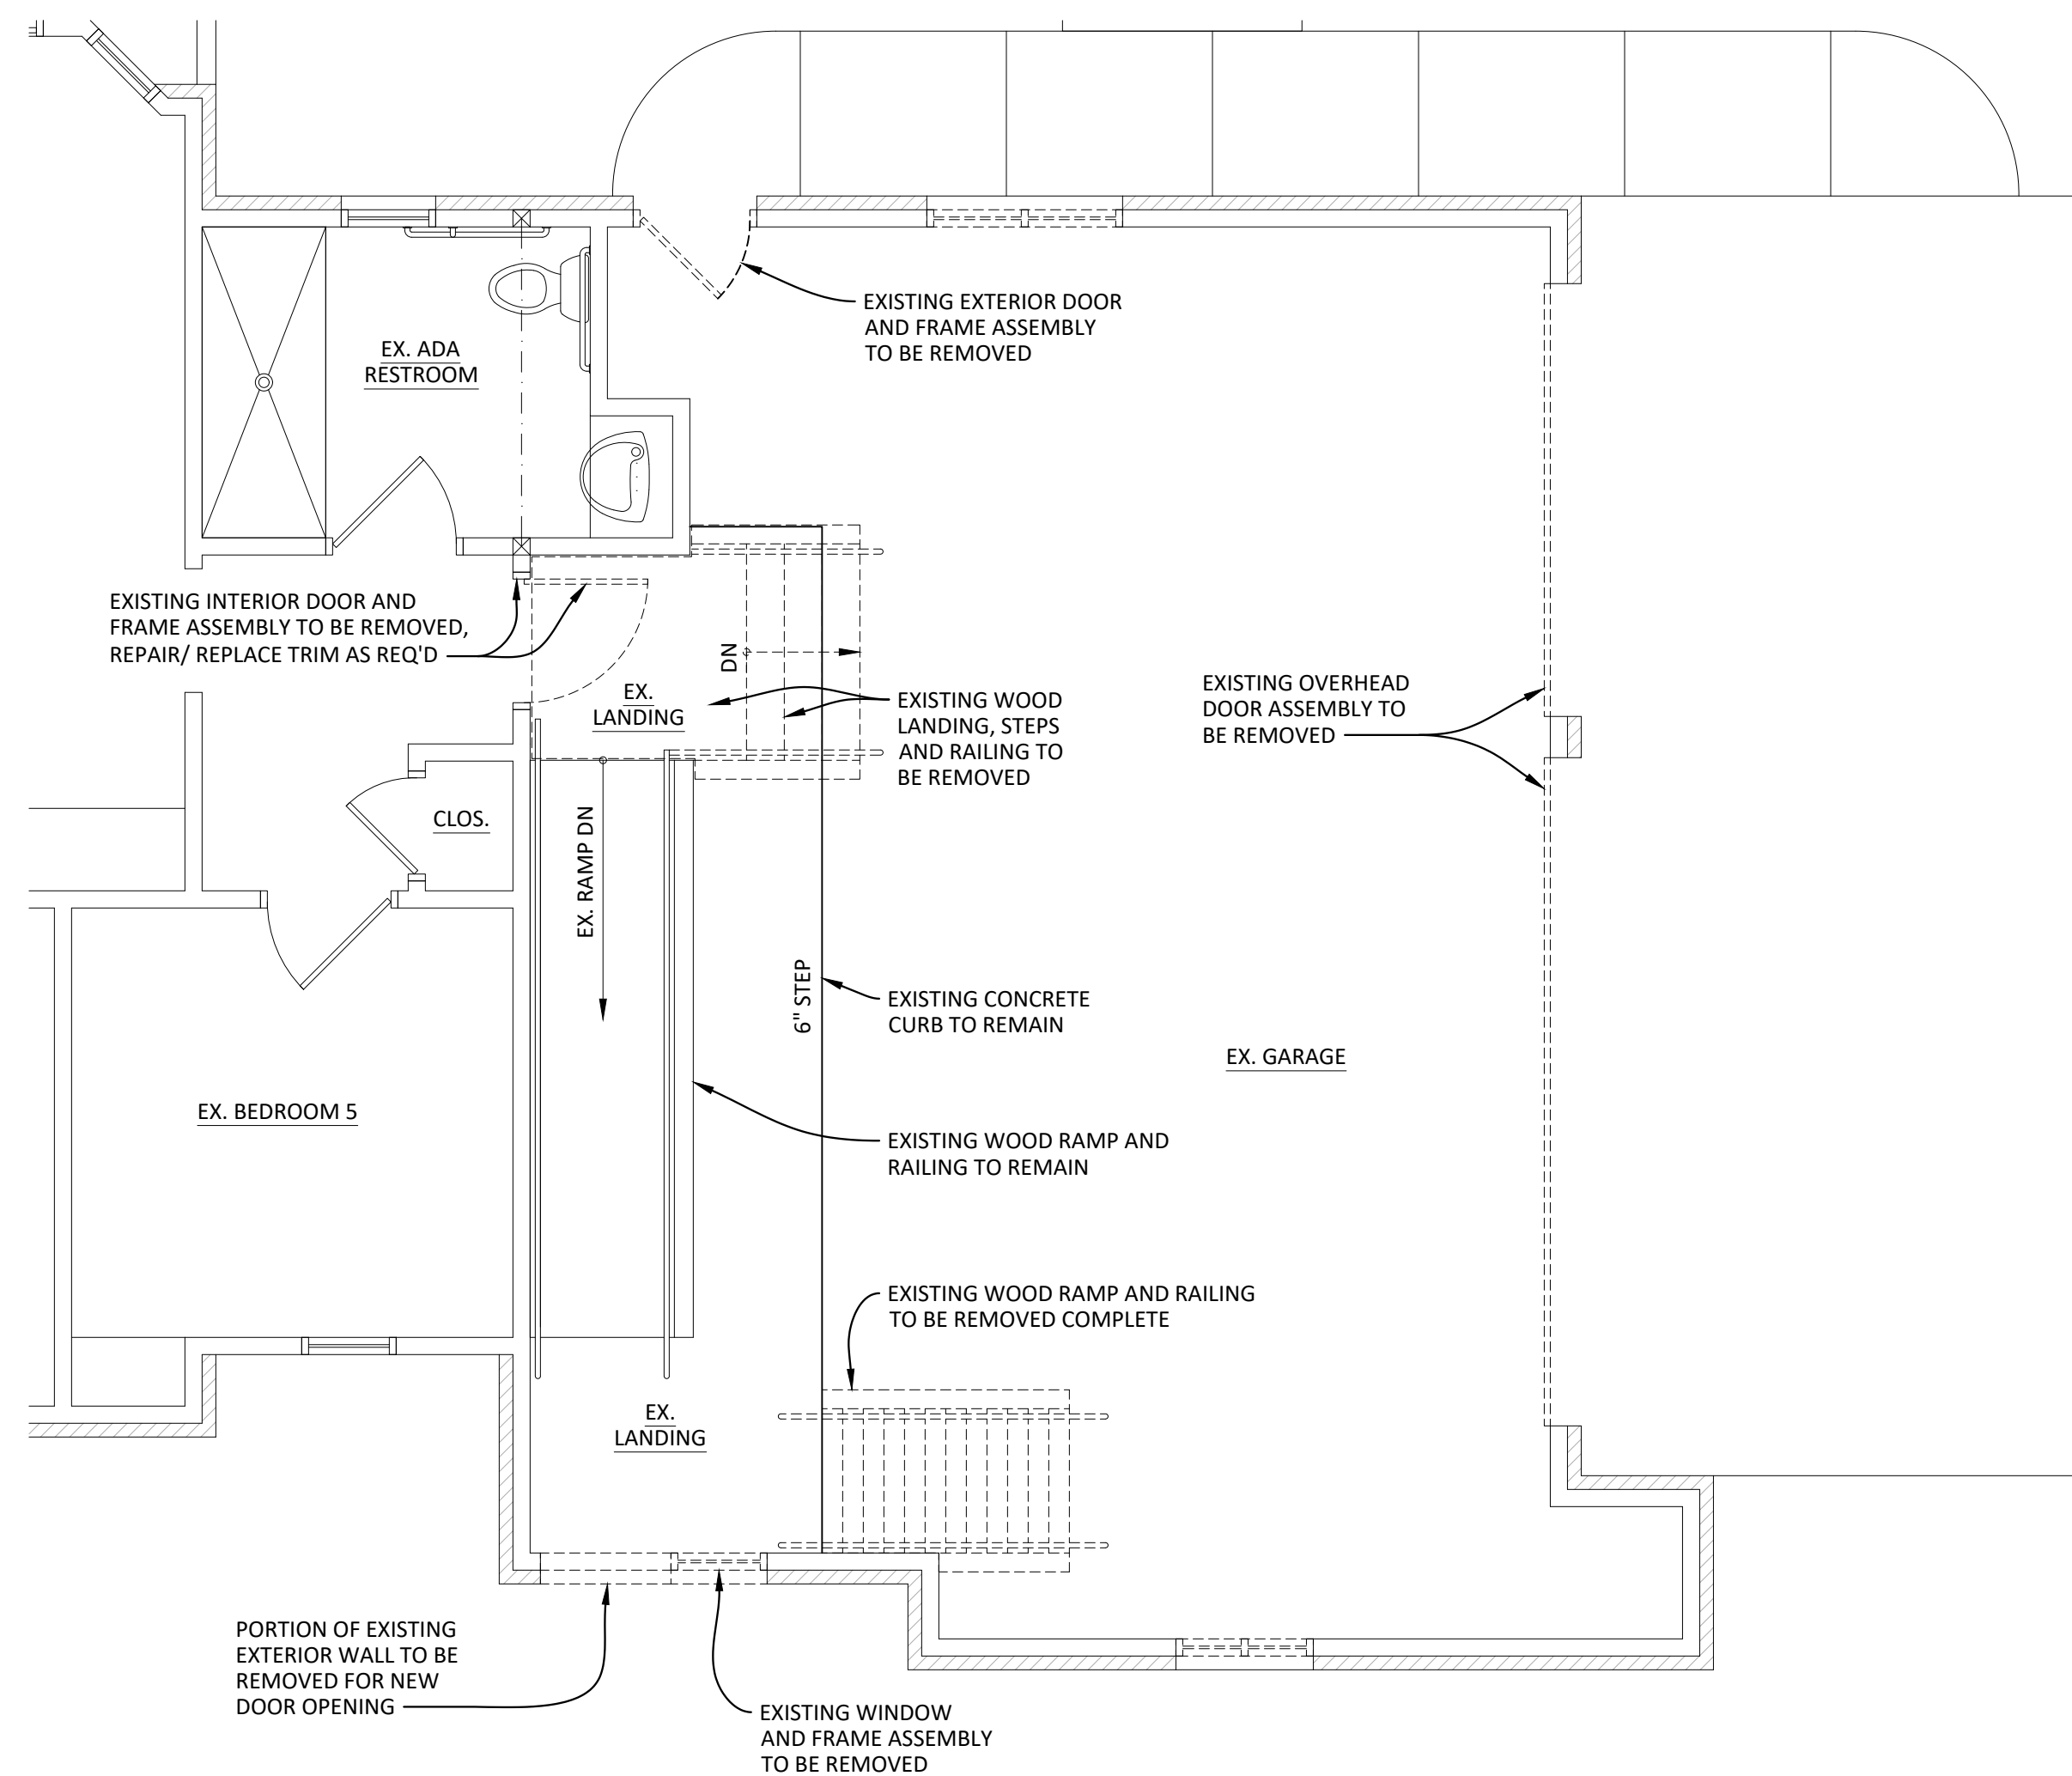 EXISTING EXTERIOR DOOR
AND FRAME ASSEMBLY
TO BE REMOVED
EX. ADA
RESTROOM
EXISTING INTERIOR DOOR AND
FRAME ASSEMBLY TO BE REMOVED,
REPAIR/ REPLACE TRIM AS REQ'D
DN
EX.
LANDING
EXISTING WOOD
LANDING, STEPS
AND RAILING TO
BE REMOVED
EXISTING OVERHEAD
DOOR ASSEMBLY TO
BE REMOVED
CLOS.
EX. RAMP DN
6" STEP
EXISTING CONCRETE
CURB TO REMAIN
EX. GARAGE
EX. BEDROOM 5
EXISTING WOOD RAMP AND
RAILING TO REMAIN
EXISTING WOOD RAMP AND RAILING
TO BE REMOVED COMPLETE
EX.
LANDING
PORTION OF EXISTING
EXTERIOR WALL TO BE
REMOVED FOR NEW
DOOR OPENING
EXISTING WINDOW
AND FRAME ASSEMBLY
TO BE REMOVED